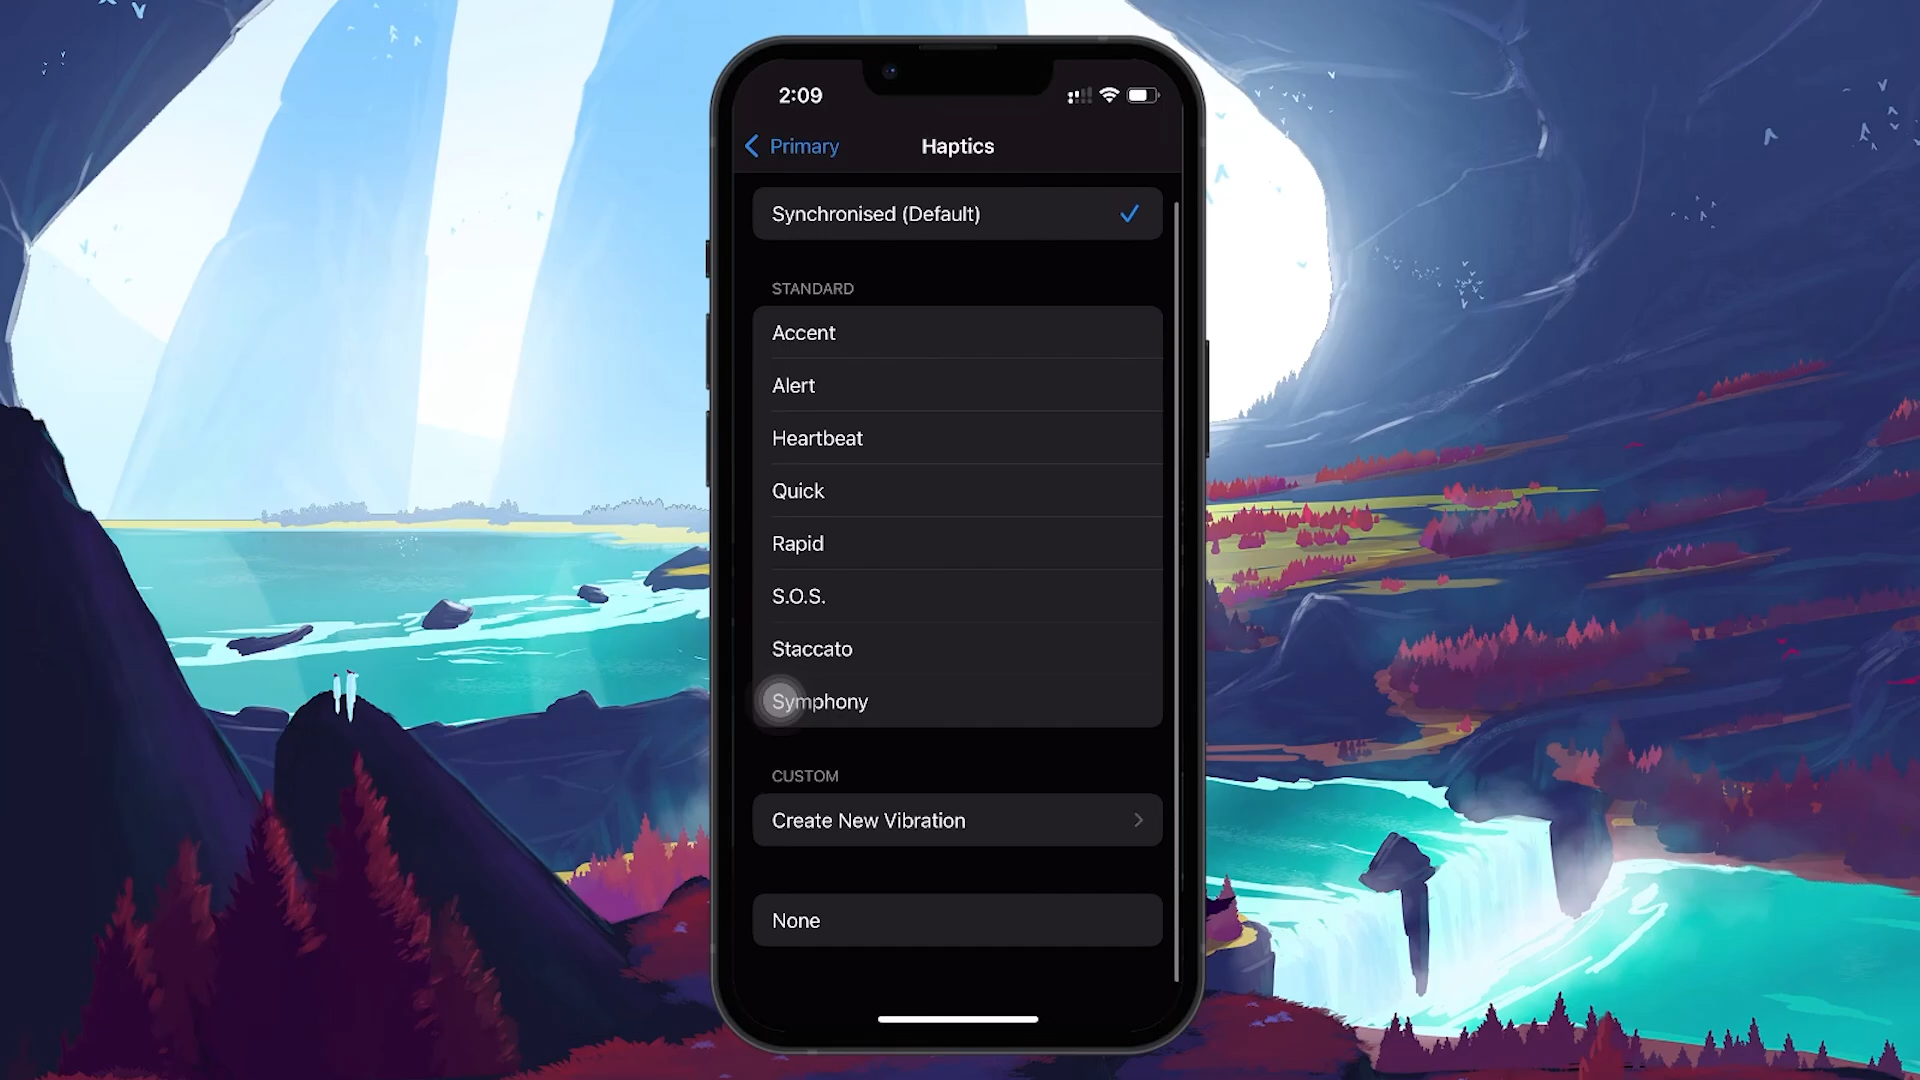 2:09
Primary
Haptics
Synchronised (Default)
STANDARD
Accent
Alert
Heartbeat
Quick
Rapid
S.O.S.
Staccato
Symphony
CUSTOM
Create New Vibration
None